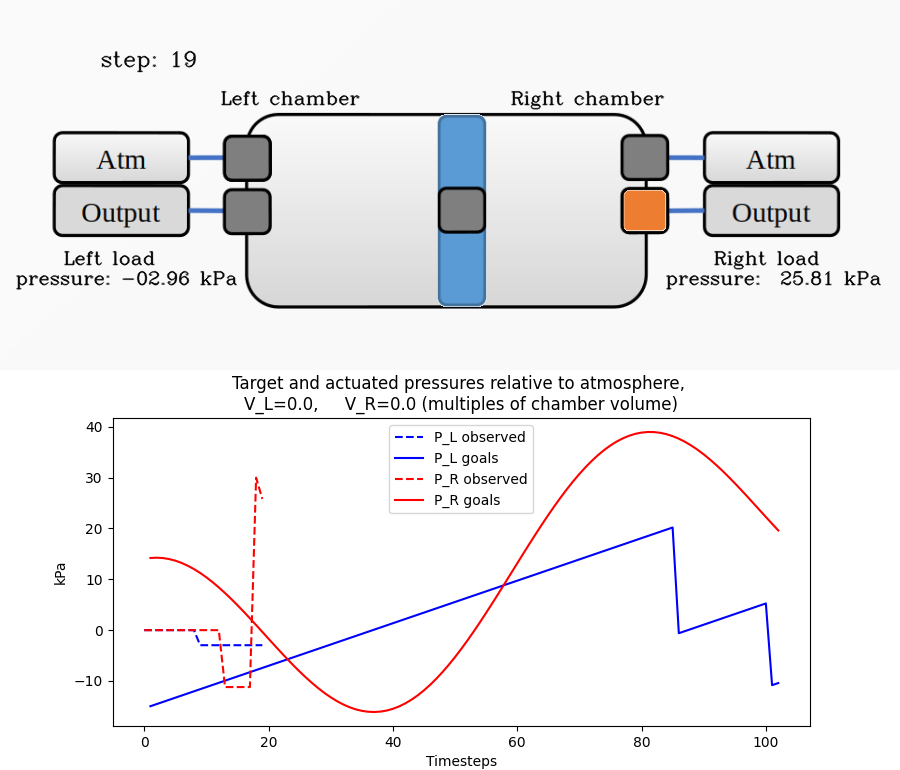 step: 19
Left chamber
Right chamber
Atm
Atm
Output
Output
Left load
pressure: -02.96 kPa
Right load
pressure:  25.81 kPa
Target and actuated pressures relative to atmosphere,
V_L=0.0,     V_R=0.0 (multiples of chamber volume)
P_L observed
P_L goals
P_R observed
P_R goals
40
30
20
10
0
−10
kPa
0
20
40
60
80
100
Timesteps